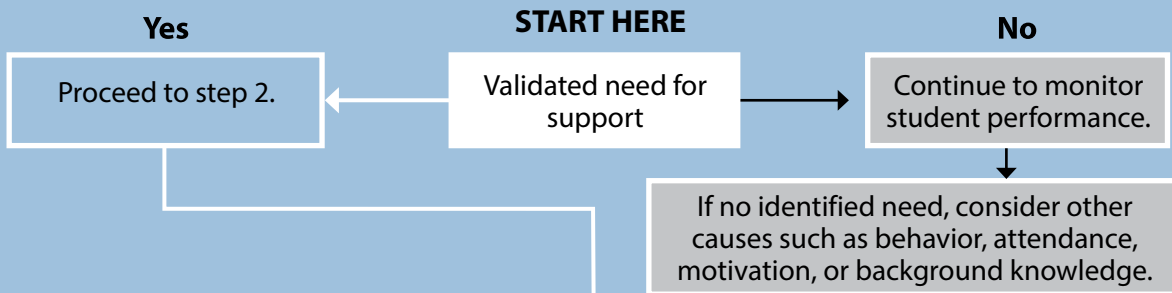 Yes
START HERE
No
Proceed to step 2.
Validated need for
support
Continue to monitor
student performance.
If no identified need, consider other
causes such as behavior, attendance,
motivation, or background knowledge.